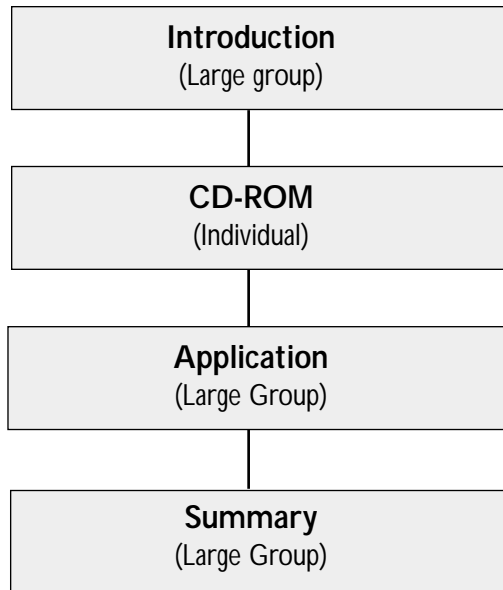 Introduction
(Large group)
CD-ROM
(Individual)
Application
(Large Group)
Summary
(Large Group)